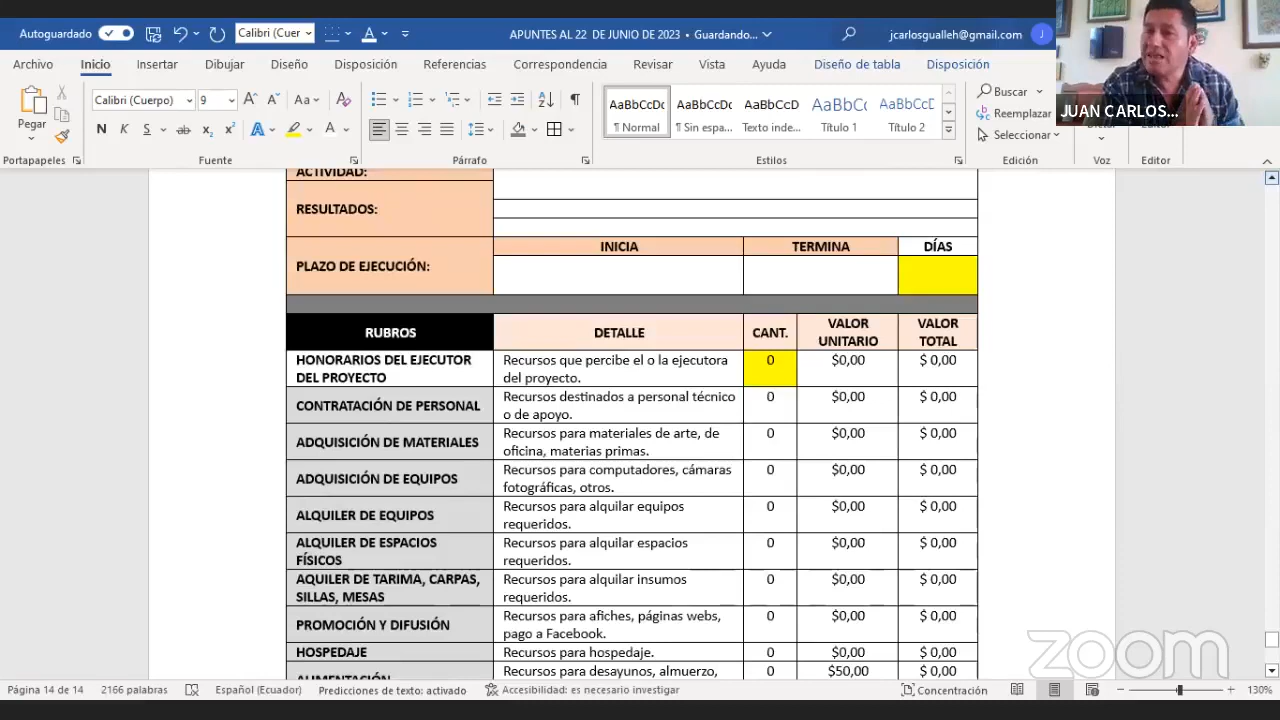 Autoguardado
Calibri (Cuer
APUNTES AL 22 DE JUNIO DE 2023 • Guardando...
jcarlosgualleh@gmail.com
J
Archivo Inicio Insertar Dibujar Diseño Disposición Referencias Correspondencia Revisar Vista Ayuda Diseño de tabla Disposición
Pegar
Calibri (Cuerpo) 9
Aa
N K S ab x₂ x² A A
AaBbCcDc AaBbCcDc AaBbCcD AaBbCc AaBbCcE
¶ Normal ¶ Sin espa... Texto inde... Título 1 Título 2
Buscar
Reemplazar
Seleccionar
Portapapeles Fuente Párrafo Estilos Edición Voz Editor
JUAN CARLOS...
ACTIVIDAD:
RESULTADOS:
PLAZO DE EJECUCIÓN:
INICIA TERMINA DÍAS
RUBROS DETALLE CANT. VALOR UNITARIO VALOR TOTAL
HONORARIOS DEL EJECUTOR DEL PROYECTO Recursos que percibe el o la ejecutora del proyecto. 0 $0,00 $ 0,00
CONTRATACIÓN DE PERSONAL Recursos destinados a personal técnico o de apoyo. 0 $0,00 $ 0,00
ADQUISICIÓN DE MATERIALES Recursos para materiales de arte, de oficina, materias primas. 0 $0,00 $ 0,00
ADQUISICIÓN DE EQUIPOS Recursos para computadores, cámaras fotográficas, otros. 0 $0,00 $ 0,00
ALQUILER DE EQUIPOS Recursos para alquilar equipos requeridos. 0 $0,00 $ 0,00
ALQUILER DE ESPACIOS FÍSICOS Recursos para alquilar espacios requeridos. 0 $0,00 $ 0,00
AQUILER DE TARIMA, CARPAS, SILLAS, MESAS Recursos para alquilar insumos requeridos. 0 $0,00 $ 0,00
PROMOCIÓN Y DIFUSIÓN Recursos para afiches, páginas webs, pago a Facebook. 0 $0,00 $ 0,00
HOSPEDAJE Recursos para hospedaje. 0 $0,00 $ 0,00
ALIMENTACIÓN Recursos para desayunos, almuerzo, 0 $50,00 $ 0,00
zoom
Página 14 de 14 2166 palabras Español (Ecuador) Predicciones de texto: activado Accesibilidad: es necesario investigar Concentración 130%